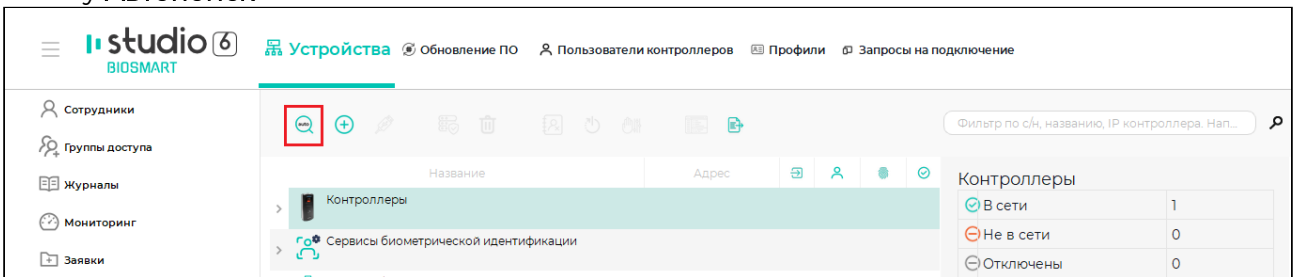 studio 6
BIOSMART
Устройства Обновление ПО Пользователи контроллеров Профили Запросы на подключение
Сотрудники
Группы доступа
Журналы
Мониторинг
Заявки
auto
Фильтр по с/н, названию, IP контроллера. Нап...
Название Адрес
Контроллеры
Сервисы биометрической идентификации
Контроллеры
В сети 1
Не в сети 0
Отключены 0